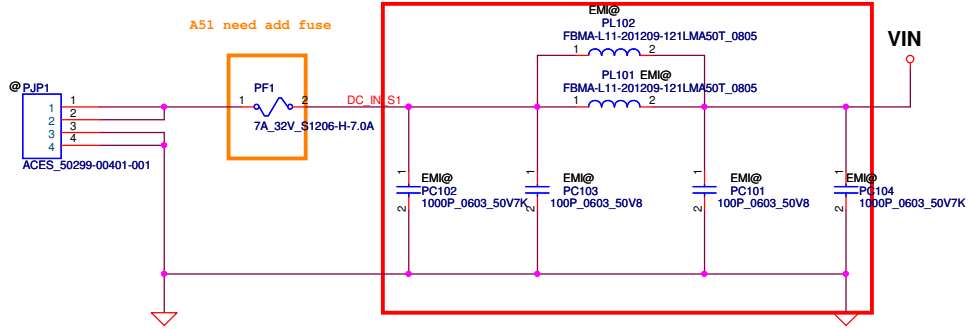 EMI@
PL102
FBMA-L11-201209-121LMA50T_0805
1
2
A51 need add fuse
VIN
PL101 EMI@
FBMA-L11-201209-121LMA50T_0805
1
2
@ PJP1
1
2
3
4
1
2
3
4
ACES_50299-00401-001
PF1
1
2
7A_32V_S1206-H-7.0A
DC_IN_S1
EMI@
PC102
1000P_0603_50V7K
1
2
EMI@
PC103
100P_0603_50V8
1
2
EMI@
PC101
100P_0603_50V8
1
2
EMI@
PC104
1000P_0603_50V7K
1
2